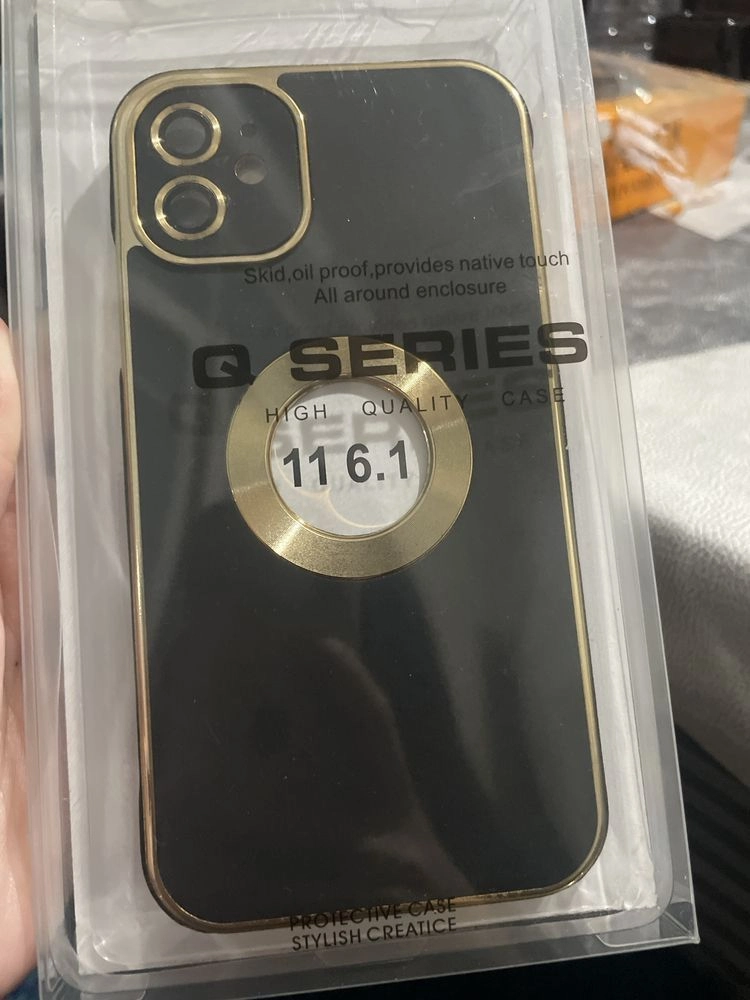 Skid,oil proof,provides native touch
All around enclosure
Q SERIES
HIGH QUALITY CASE
11 6.1
PROTECTIVE CASE
STYLISH CREATICE